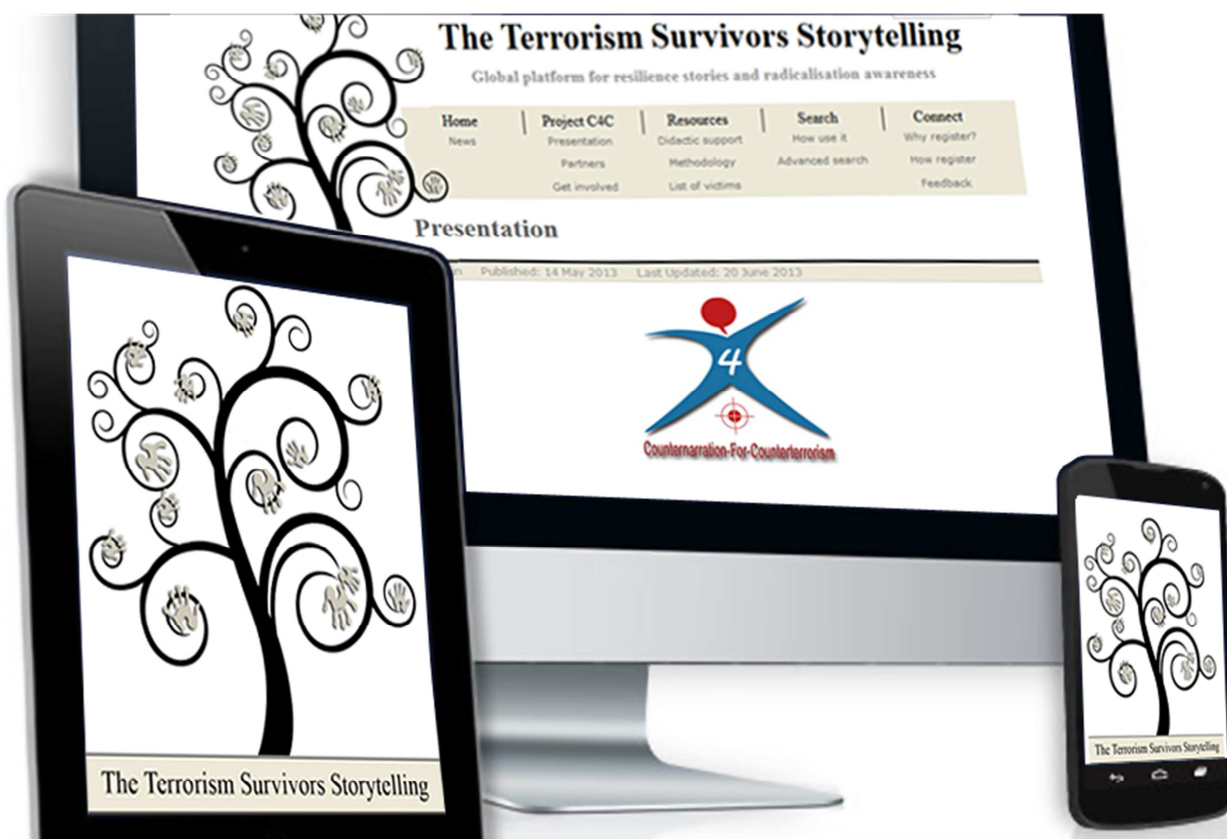 The Terrorism Survivors Storytelling
Global platform for resilience stories and radicalisation awareness
Home | Project C4C | Resources | Search | Connect
News Presentation Didactic support How use it Why register?
Partners Methodology Advanced search How register
Get involved List of victims Feedback
Presentation
Published: 14 May 2013 Last Updated: 20 June 2013
4
Counternarration-For-Counterterrorism
The Terrorism Survivors Storytelling
The Terrorism Survivors Storytelling